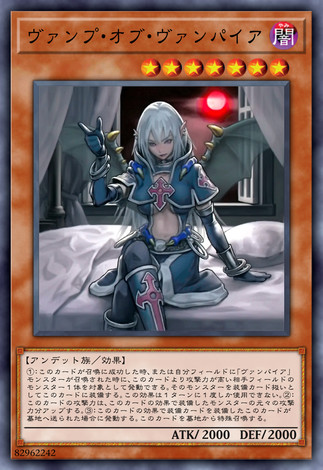 ヴァンプ・オブ・ヴァンパイア
やみ
闇
【アンデット族／効果】
①:このカードが召喚に成功した時、または自分フィールドに「ヴァンパイア」
モンスターが召喚された時に、このカードより攻撃力が高い相手フィールドの
モンスター１体を対象として発動できる。そのモンスターを装備カード扱いと
してこのカードに装備する。この効果は１ターンに１度しか使用できない。②:
このカードの攻撃力は、このカードの効果で装備したモンスターの元々の攻撃
力分アップする。③:このカードの効果で装備カードを装備したこのカードが
墓地へ送られた場合に発動する。このカードを墓地から特殊召喚する。
ATK/ 2000 DEF/ 2000
82962242